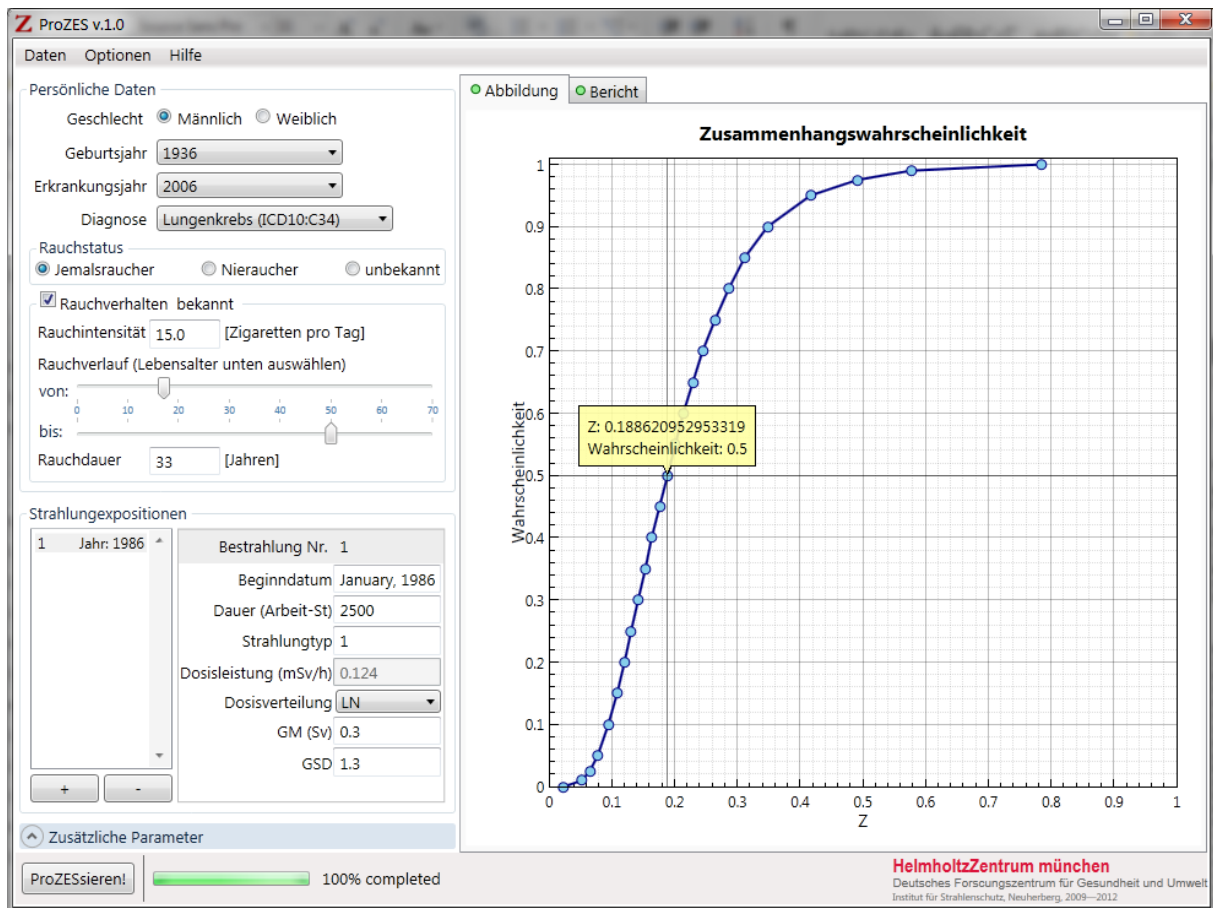 ProZES v.1.0
Daten Optionen Hilfe
Persönliche Daten
Geschlecht Männlich Weiblich
Geburtsjahr 1936
Erkrankungsjahr 2006
Diagnose Lungenkrebs (ICD10:C34)
Rauchstatus
Jemalsraucher Nieraucher unbekannt
Rauchverhalten bekannt
Rauchintensität 15.0 [Zigaretten pro Tag]
Rauchverlauf (Lebensalter unten auswählen)
von:
0 10 20 30 40 50 60 70
bis:
Rauchdauer 33 [Jahren]
Strahlungexpositionen
1 Jahr: 1986
Bestrahlung Nr. 1
Beginndatum January, 1986
Dauer (Arbeit-St) 2500
Strahlungtyp 1
Dosisleistung (mSv/h) 0.124
Dosisverteilung LN
GM (Sv) 0.3
GSD 1.3
+ -
Zusätzliche Parameter
ProZESsieren! 100% completed
Abbildung Bericht
Zusammenhangswahrscheinlichkeit
1
0.9
0.8
0.7
0.6
0.5
0.4
0.3
0.2
0.1
0
Wahrscheinlichkeit
Z: 0.188620952953319
Wahrscheinlichkeit: 0.5
0 0.1 0.2 0.3 0.4 0.5 0.6 0.7 0.8 0.9 1
Z
HelmholtzZentrum münchen
Deutsches Forscungszentrum für Gesundheit und Umwelt
Institut für Strahlenschutz, Neuherberg, 2009—2012